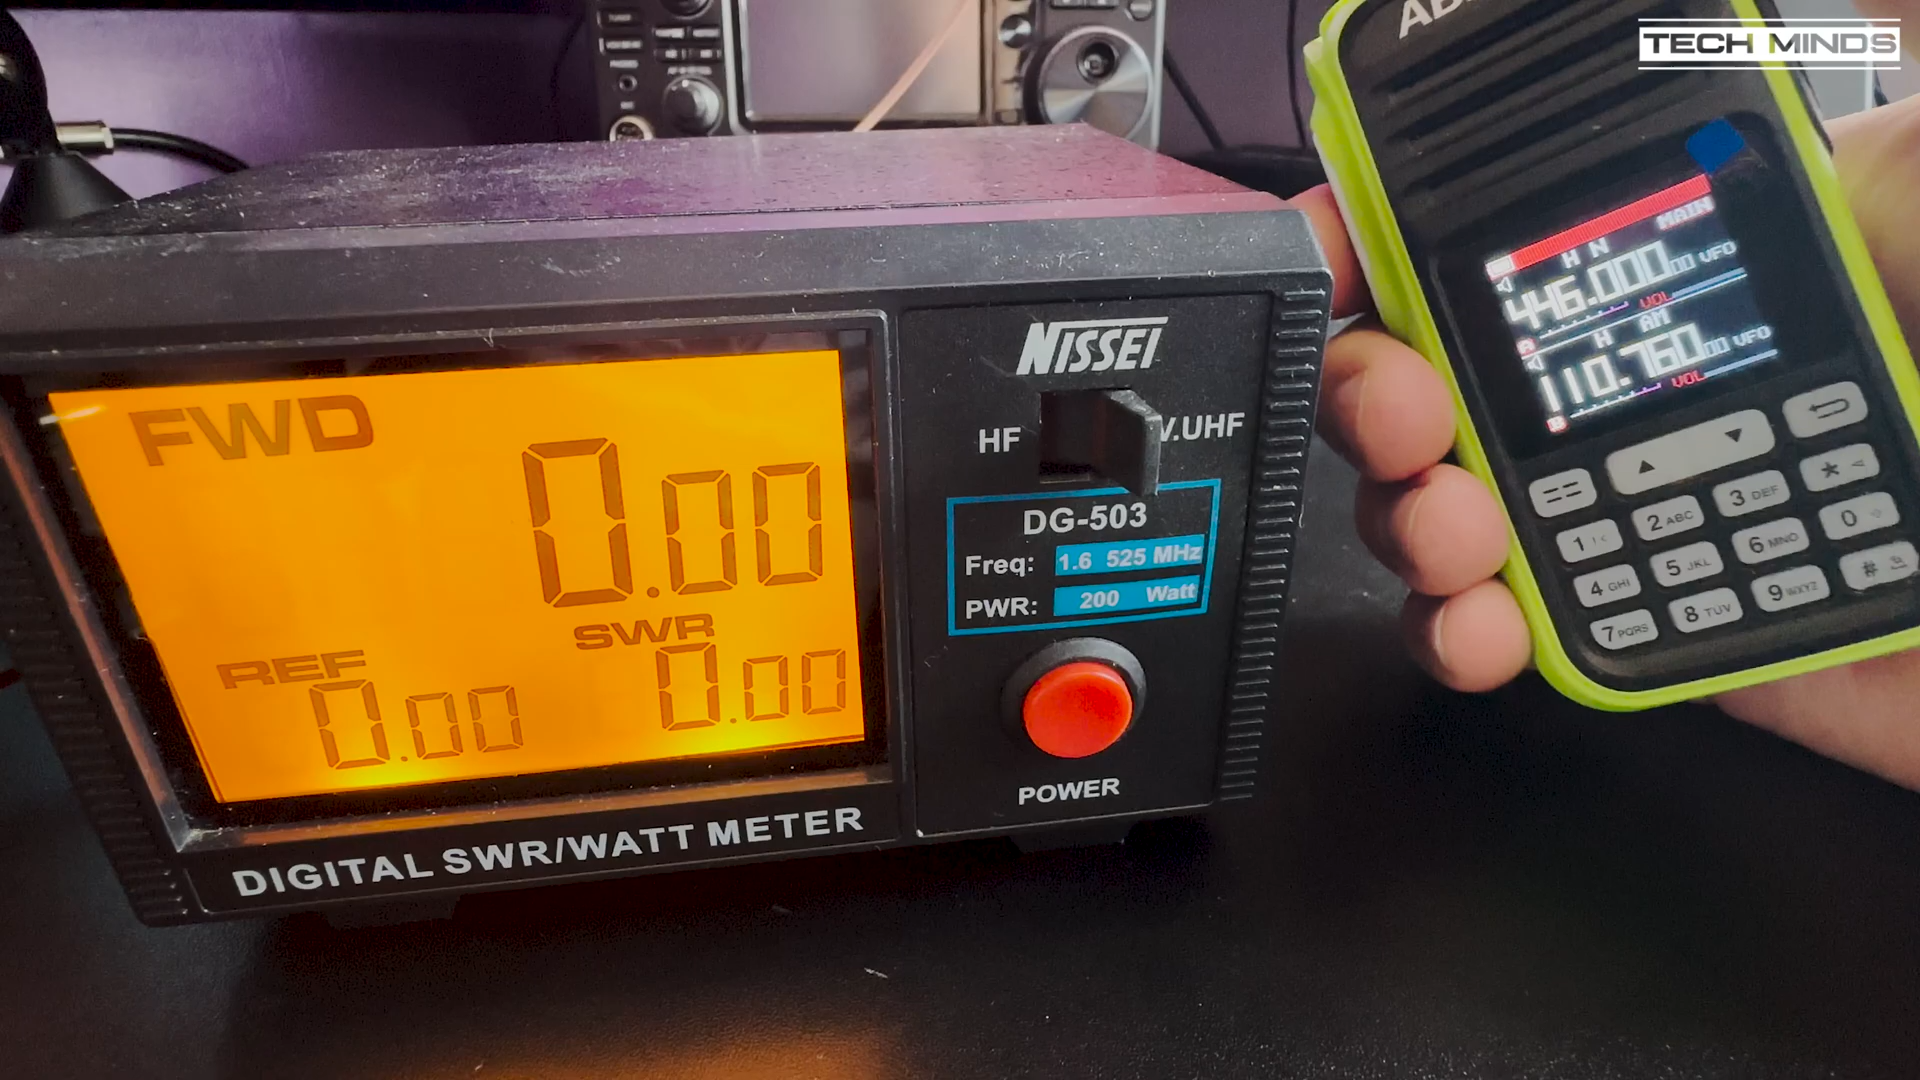 TECH MINDS
MAIN
H N
446.00000 VFO
VOL
A
H AM
110.76000 VFO
VOL
B
NISSEI
HF
V.UHF
DG-503
Freq: 1.6 525 MHz
PWR: 200 Watt
POWER
FWD
0.00
SWR
0.00
REF
0.00
DIGITAL SWR/WATT METER
1
2 ABC
3 DEF
*
4 GHI
5 JKL
6 MNO
0
7 PQRS
8 TUV
9 WXYZ
#